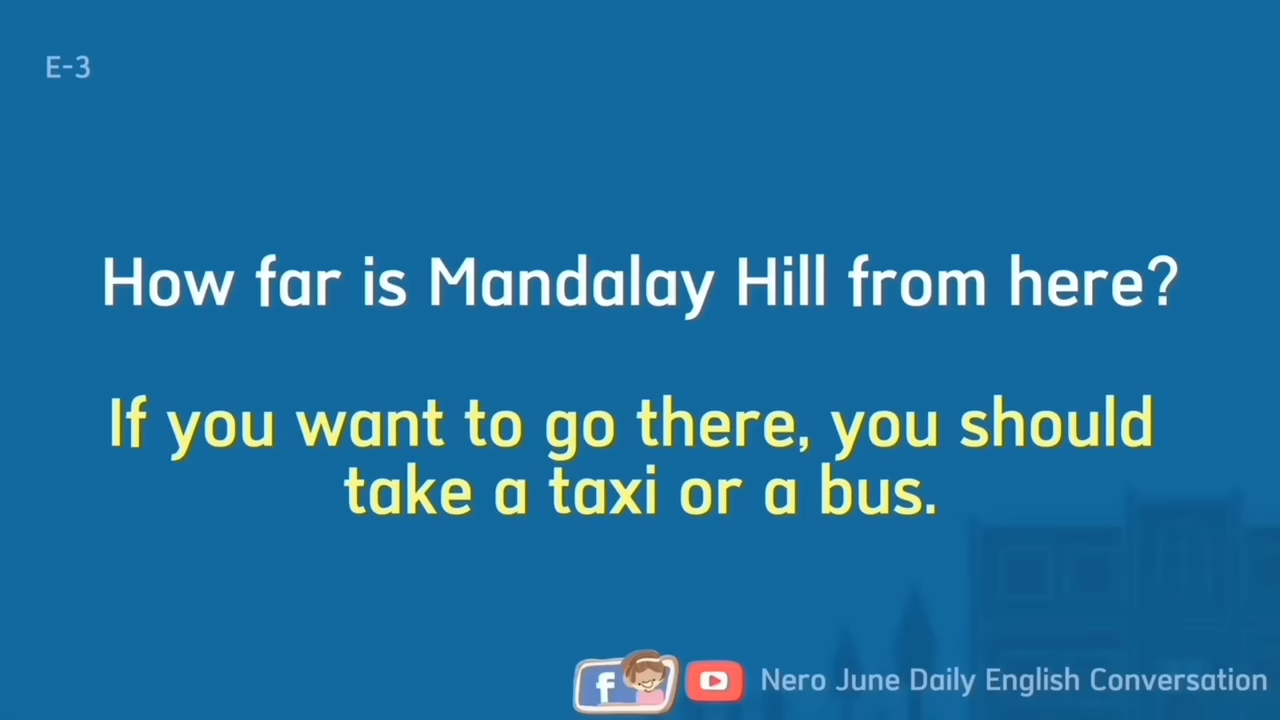 E-3
How far is Mandalay Hill from here?
If you want to go there, you should
take a taxi or a bus.
f
Nero June Daily English Conversation